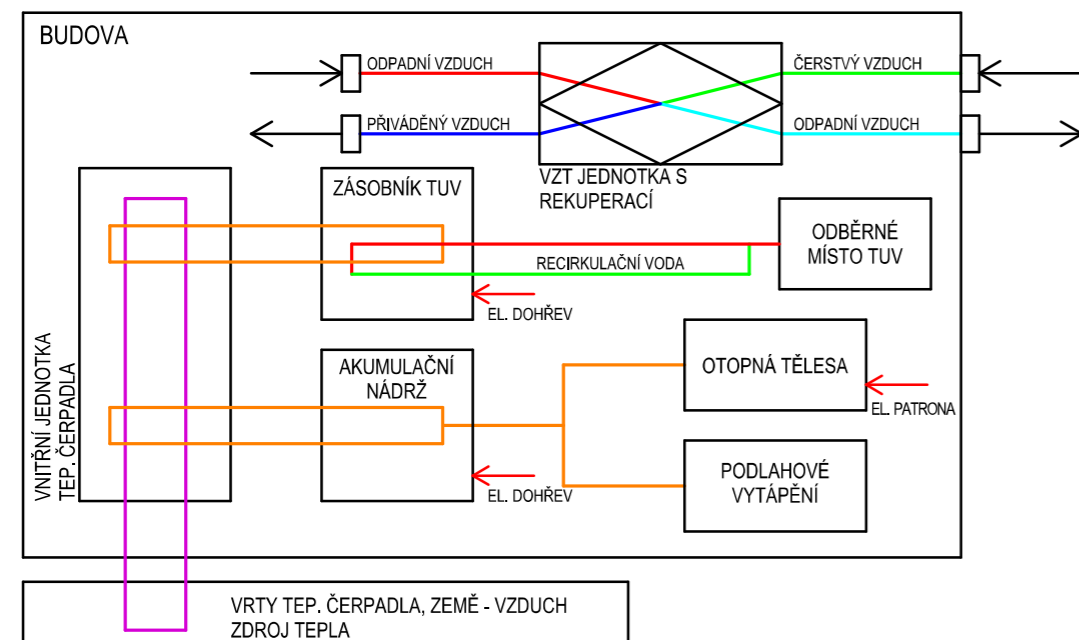 BUDOVA
ODPADNÍ VZDUCH
ČERSTVÝ VZDUCH
PŘIVÁDĚNÝ VZDUCH
ODPADNÍ VZDUCH
VZT JEDNOTKA S
REKUPERACÍ
ZÁSOBNÍK TUV
ODBĚRNÉ
MÍSTO TUV
RECIRKULAČNÍ VODA
EL. DOHŘEV
VNITŘNÍ JEDNOTKA
TEP. ČERPADLA
AKUMULAČNÍ
NÁDRŽ
OTOPNÁ TĚLESA
EL. PATRONA
EL. DOHŘEV
PODLAHOVÉ
VYTÁPĚNÍ
VRTY TEP. ČERPADLA, ZEMĚ - VZDUCH
ZDROJ TEPLA